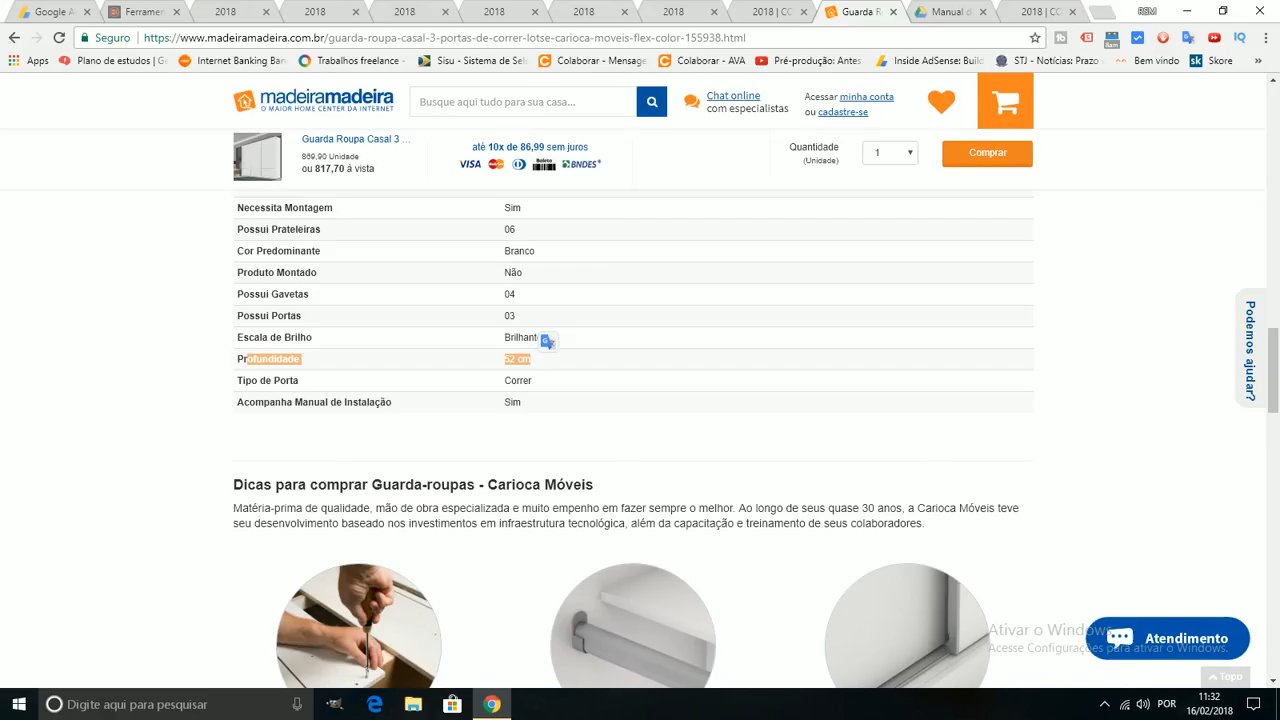 Google A
Ferramen
2018
2018
2018
2018
2018
2018
2018 | CC
Guarda R
Manual d
2018 | CC
RSM
Seguro
https://www.madeiramadeira.com.br/guarda-roupa-casal-3-portas-de-correr-lotse-carioca-moveis-flex-color-155938.html
Apps
Plano de estudos | G
Internet Banking Ban
Trabalhos freelance -
Sisu - Sistema de Sel
Colaborar - Mensage
Colaborar - AVA
Pré-produção: Antes
Inside AdSense: Build
STJ - Notícias: Prazo
Bem vindo
Skore
»
madeiramadeira
O MAIOR HOME CENTER DA INTERNET
Busque aqui tudo para sua casa...
Chat online
com especialistas
Acessar minha conta
ou cadastre-se
Guarda Roupa Casal 3 ...
869,90 Unidade
ou 817,70 á vista
até 10x de 86,99 sem juros
VISA
Boleto
BNDES
Quantidade
(Unidade)
1
Comprar
Necessita Montagem Sim
Possui Prateleiras 06
Cor Predominante Branco
Produto Montado Não
Possui Gavetas 04
Possui Portas 03
Escala de Brilho Brilhant
Profundidade 52 cm
Tipo de Porta Correr
Acompanha Manual de Instalação Sim
Podemos ajudar?
Dicas para comprar Guarda-roupas - Carioca Móveis
Matéria-prima de qualidade, mão de obra especializada e muito empenho em fazer sempre o melhor. Ao longo de seus quase 30 anos, a Carioca Móveis teve
seu desenvolvimento baseado nos investimentos em infraestrutura tecnológica, além da capacitação e treinamento de seus colaboradores.
Ativar o Windows
Acesse Configurações para ativar o Windows.
Atendimento
Topo
Digite aqui para pesquisar
POR
11:32
16/02/2018